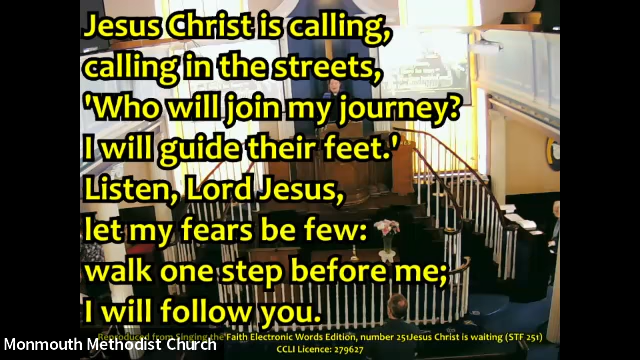 Jesus Christ is calling,
calling in the streets,
'Who will join my journey?
I will guide their feet.'
Listen, Lord Jesus,
let my fears be few:
walk one step before me;
I will follow you.
Reproduced from Singing the Faith Electronic Words Edition, number 251Jesus Christ is waiting (STF 251)
CCLI Licence: 279627
Monmouth Methodist Church